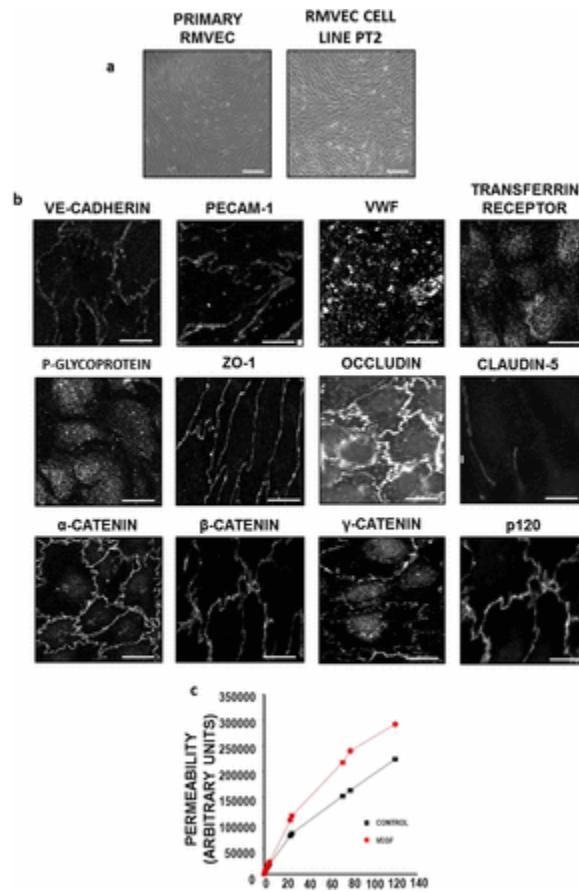 PRIMARY
RMVEC
RMVEC CELL
LINE PT2
a
b
VE-CADHERIN
PECAM-1
VWF
TRANSFERRIN
RECEPTOR
P-GLYCOPROTEIN
ZO-1
OCCLUDIN
CLAUDIN-5
α-CATENIN
β-CATENIN
γ-CATENIN
p120
c
PERMEABILITY
(ARBITRARY UNITS)
350000
300000
250000
200000
150000
100000
50000
0
CONTROL
VEGF
0 20 40 60 80 100 120 140